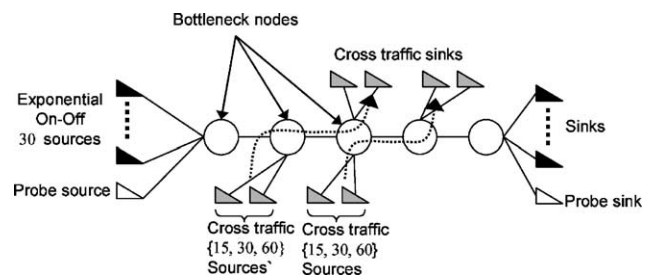 Bottleneck nodes
Cross traffic sinks
Exponential
On-Off
30 sources
Sinks
Probe source
Probe sink
Cross traffic
{15, 30, 60}
Sources`
Cross traffic
{15, 30, 60}
Sources